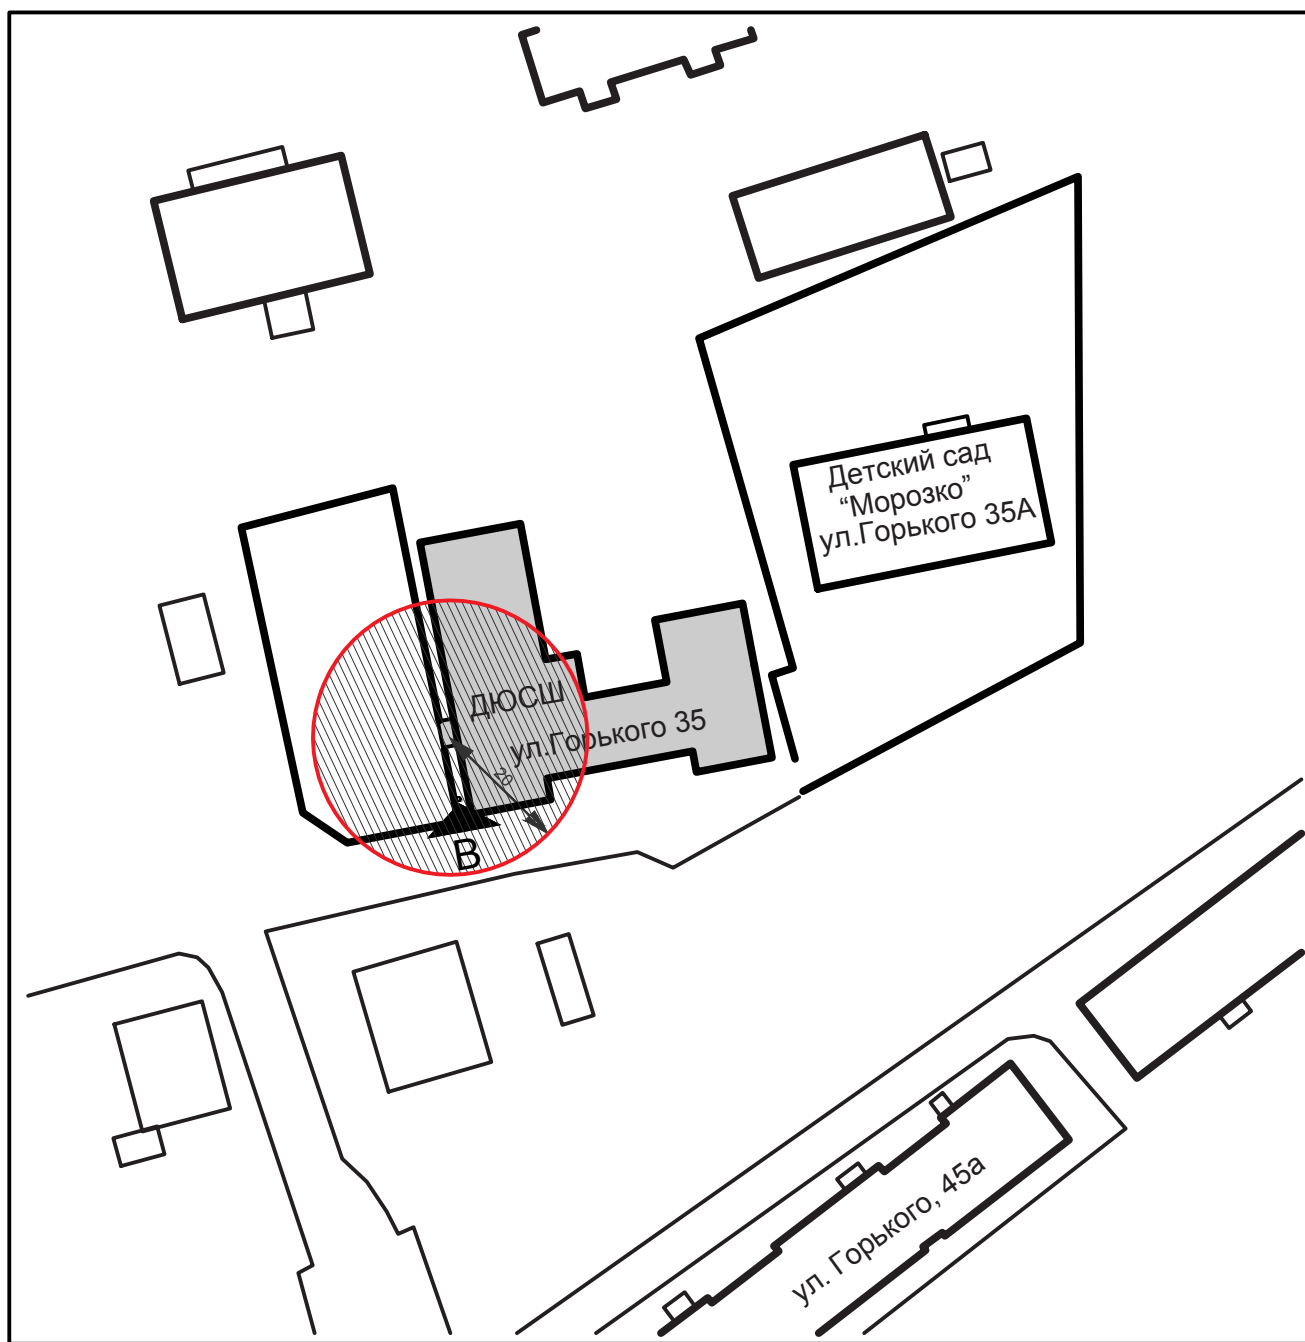 Детский сад
“Морозко”
ул.Горького 35А
ДЮСШ
ул.Горького 35
20
В
ул. Горького, 45а